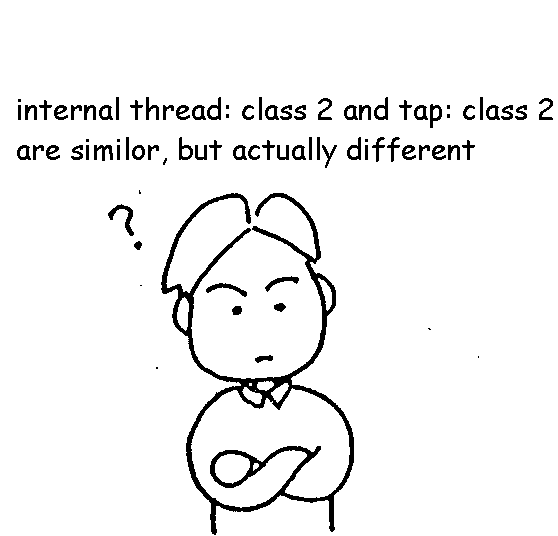 internal thread: class 2 and tap: class 2
are similor, but actually different
?